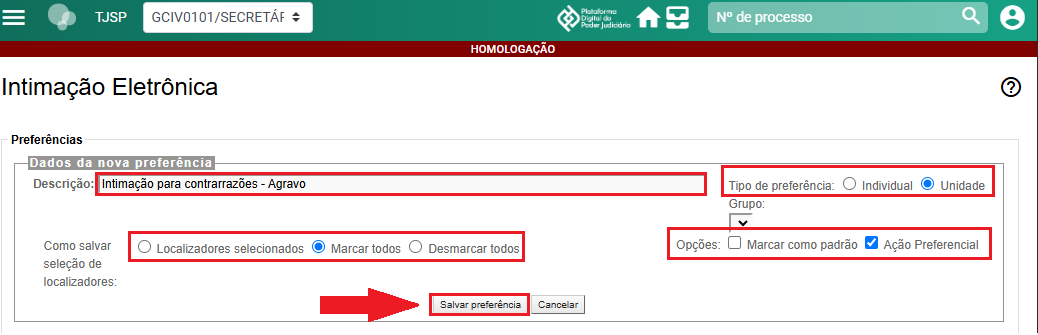 TJSP
GCIV0101/SECRETÁR
Plataforma
Digital do
Poder Judiciário
Nº de processo
HOMOLOGAÇÃO
Intimação Eletrônica
Preferências
Dados da nova preferência
Descrição: Intimação para contrarrazões - Agravo
Tipo de preferência: Individual Unidade
Grupo:
Como salvar seleção de localizadores:
Localizadores selecionados Marcar todos Desmarcar todos
Opções: Marcar como padrão Ação Preferencial
Salvar preferência Cancelar